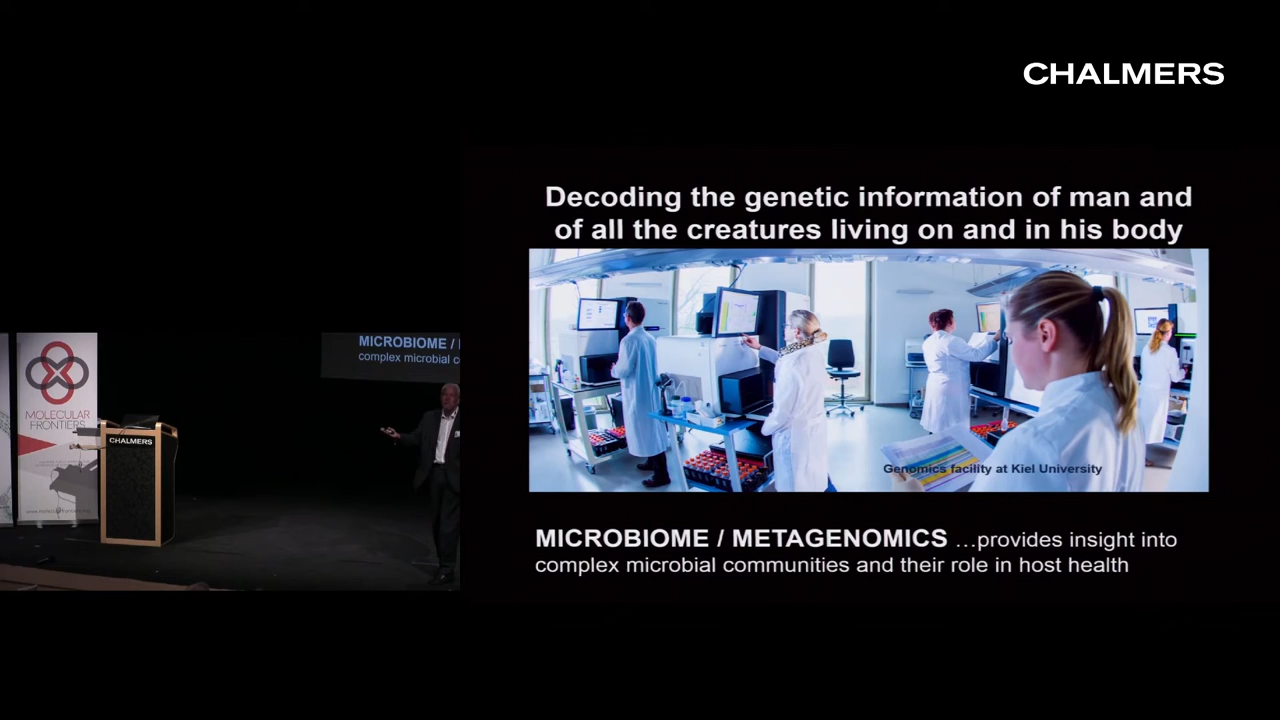 CHALMERS
Decoding the genetic information of man and
of all the creatures living on and in his body
Genomics facility at Kiel University
MICROBIOME / METAGENOMICS …provides insight into
complex microbial communities and their role in host health
MICROBIOME /
complex microbial
MOLECULAR
FRONTIERS
CHALMERS